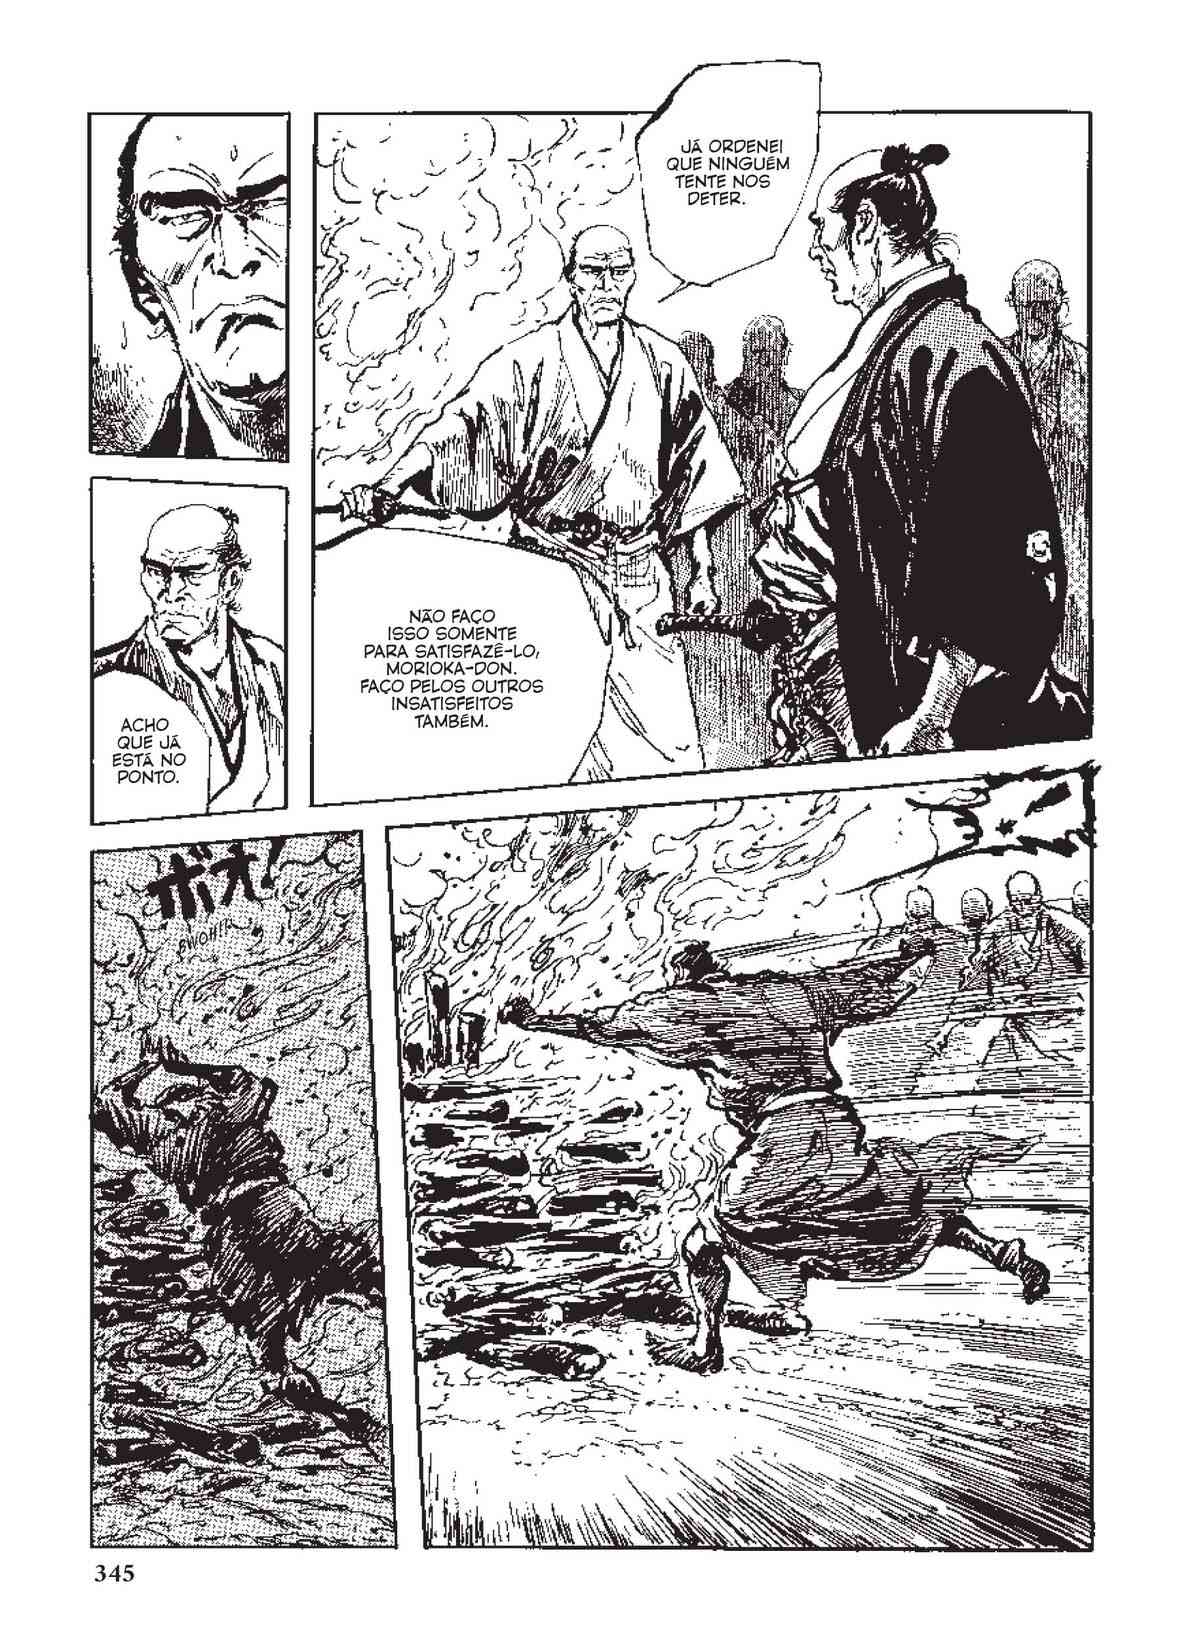 JÁ ORDENEI
QUE NINGUÉM
TENTE NOS
DETER.
NÃO FAÇO
ISSO SOMENTE
PARA SATISFAZÊ-LO,
MORIOKA-DON.
FAÇO PELOS OUTROS
INSATISFEITOS
TAMBÉM.
ACHO
QUE JÁ
ESTÁ NO
PONTO.
ボオ!
345